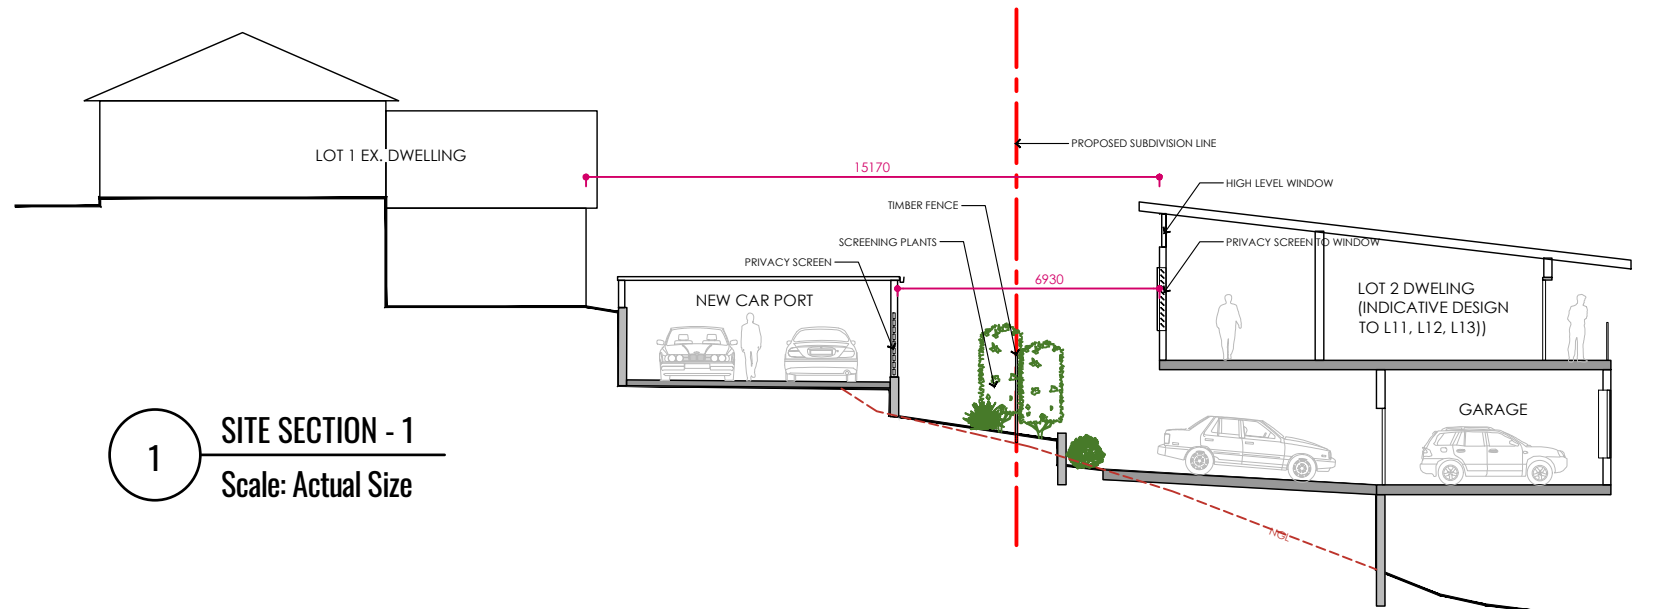 LOT 1 EX. DWELLING
PROPOSED SUBDIVISION LINE
15170
HIGH LEVEL WINDOW
TIMBER FENCE
SCREENING PLANTS
PRIVACY SCREEN TO WINDOW
PRIVACY SCREEN
6930
NEW CAR PORT
LOT 2 DWELING
(INDICATIVE DESIGN
TO L11, L12, L13))
GARAGE
1
SITE SECTION - 1
Scale: Actual Size
NGL